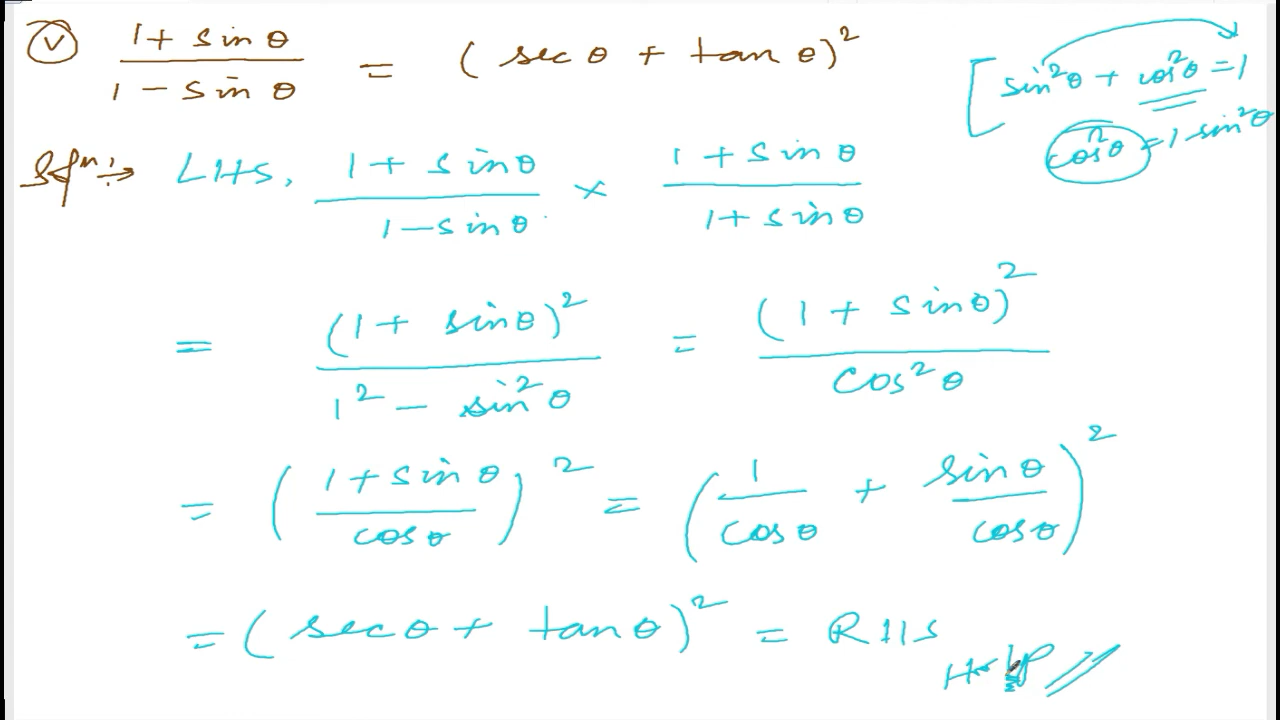 (v) (1 + sin θ)/(1 - sin θ) = (sec θ + tan θ)²
[sin²θ + cos²θ = 1
cos²θ = 1 sin²θ
Solⁿ:→ LHS, (1 + sin θ)/(1 - sin θ) × (1 + sin θ)/(1 + sin θ)
= (1 + sin θ)²/(1² - sin²θ) = (1 + sin θ)²/(cos²θ)
= ((1 + sin θ)/(cos θ))² = (1/(cos θ) + (sin θ)/(cos θ))²
= (sec θ + tan θ)² = RHS